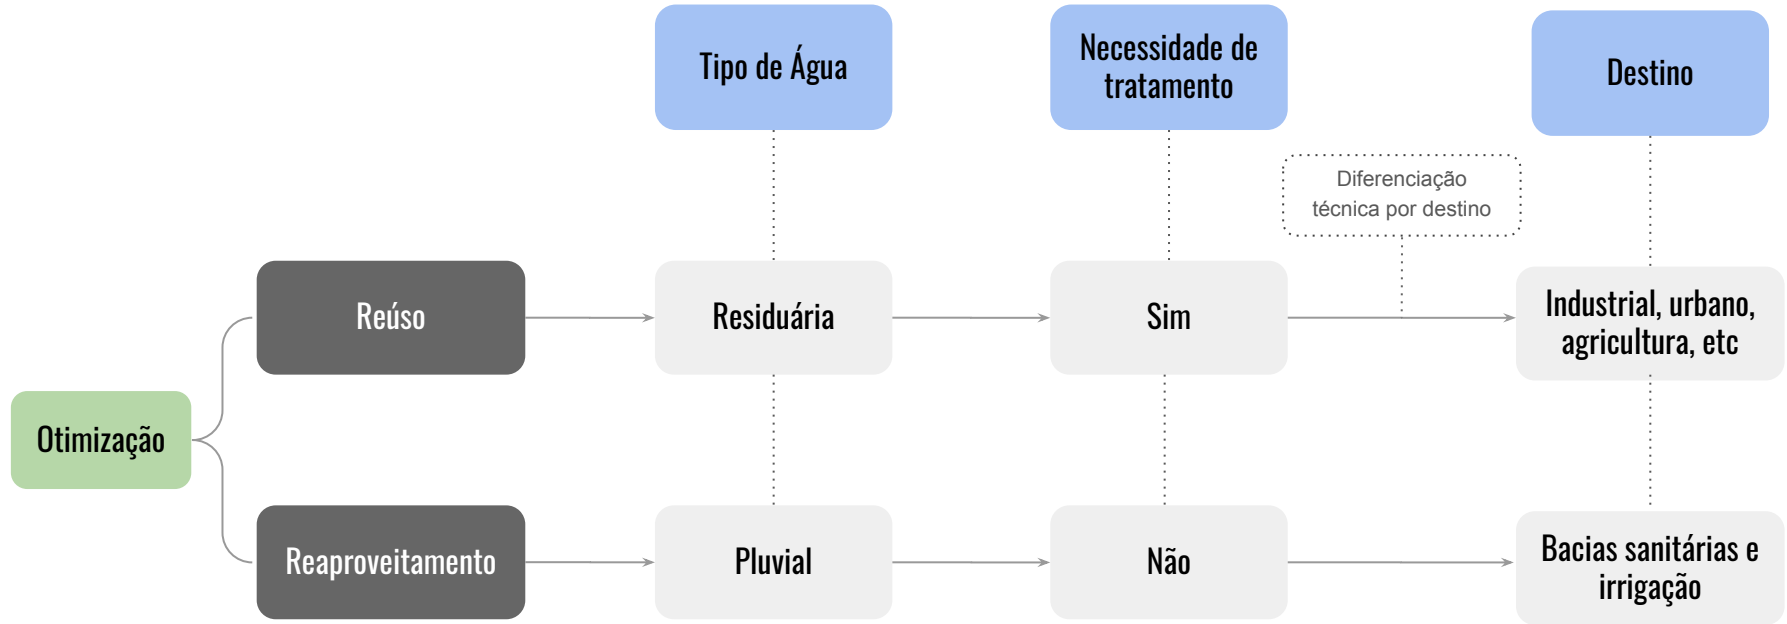 Tipo de Água
Necessidade de
tratamento
Destino
Diferenciação
técnica por destino
Reúso
Residuária
Sim
Industrial, urbano,
agricultura, etc
Otimização
Reaproveitamento
Pluvial
Não
Bacias sanitárias e
irrigação